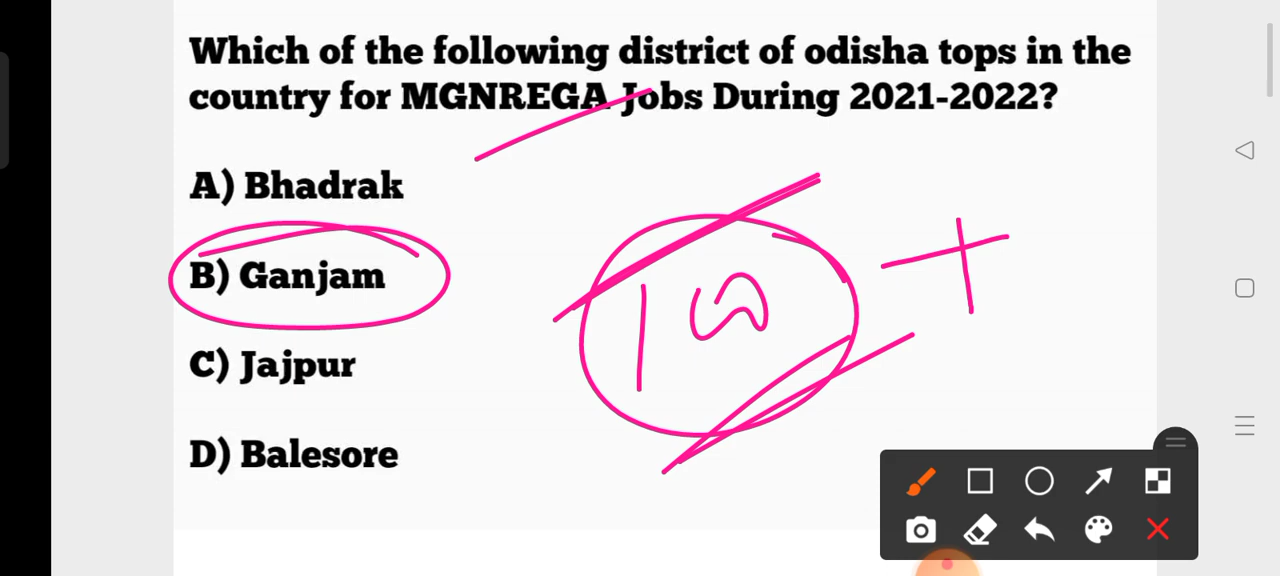 Which of the following district of odisha tops in the
country for MGNREGA Jobs During 2021-2022?
A) Bhadrak
B) Ganjam
C) Jajpur
D) Balesore